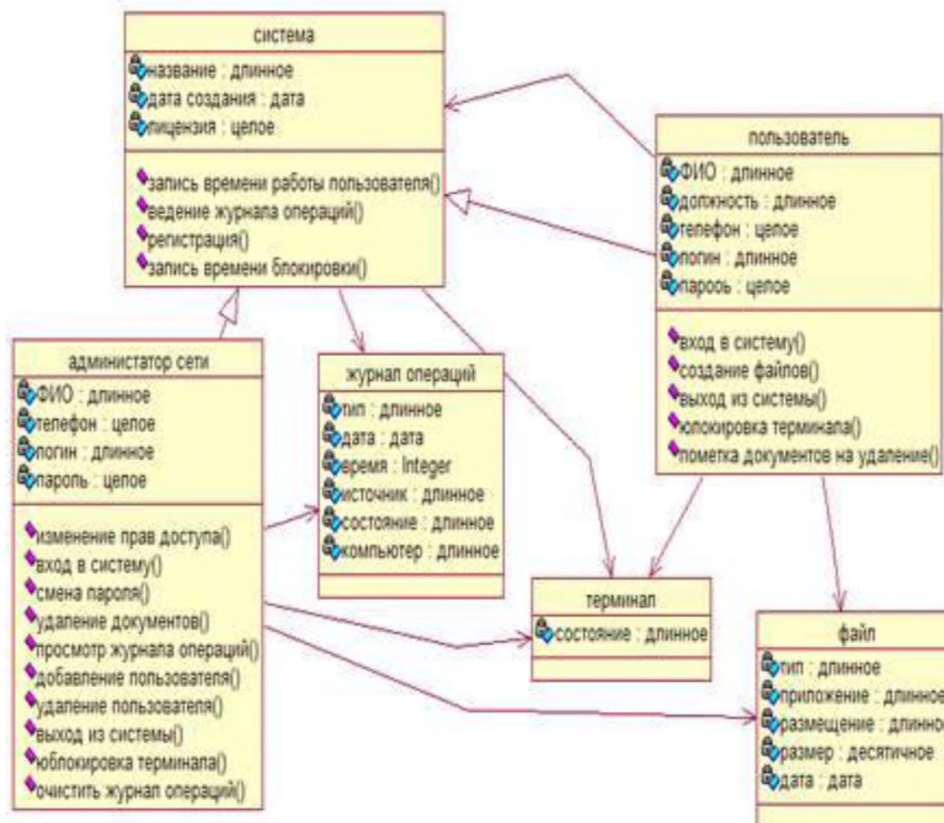 система
название : длинное
дата создания : дата
лицензия : целое
запись времени работы пользователя()
ведение журнала операций()
регистрация()
запись времени блокировки()
пользователь
ФИО : длинное
должность : длинное
телефон : целое
логин : длинное
парооь : целое
вход в систему()
создание файлов()
выход из системы()
юлокировка терминала()
пометка документов на удаление()
администатор сети
ФИО : длинное
телефон : целое
логин : длинное
пароль : целое
изменение прав доступа()
вход в систему()
смена пароля()
удаление документов()
просмотр журнала операций()
добавление пользователя()
удаление пользователя()
выход из системы()
юблокировка терминала()
очистить журнал операций()
журнал операций
тип : длинное
дата : дата
время : Integer
источник : длинное
состояние : длинное
компьютер : длинное
терминал
состояние : длинное
файл
тип : длинное
приложение : длинное
размещение : длинно
размер : десятичное
дата : дата